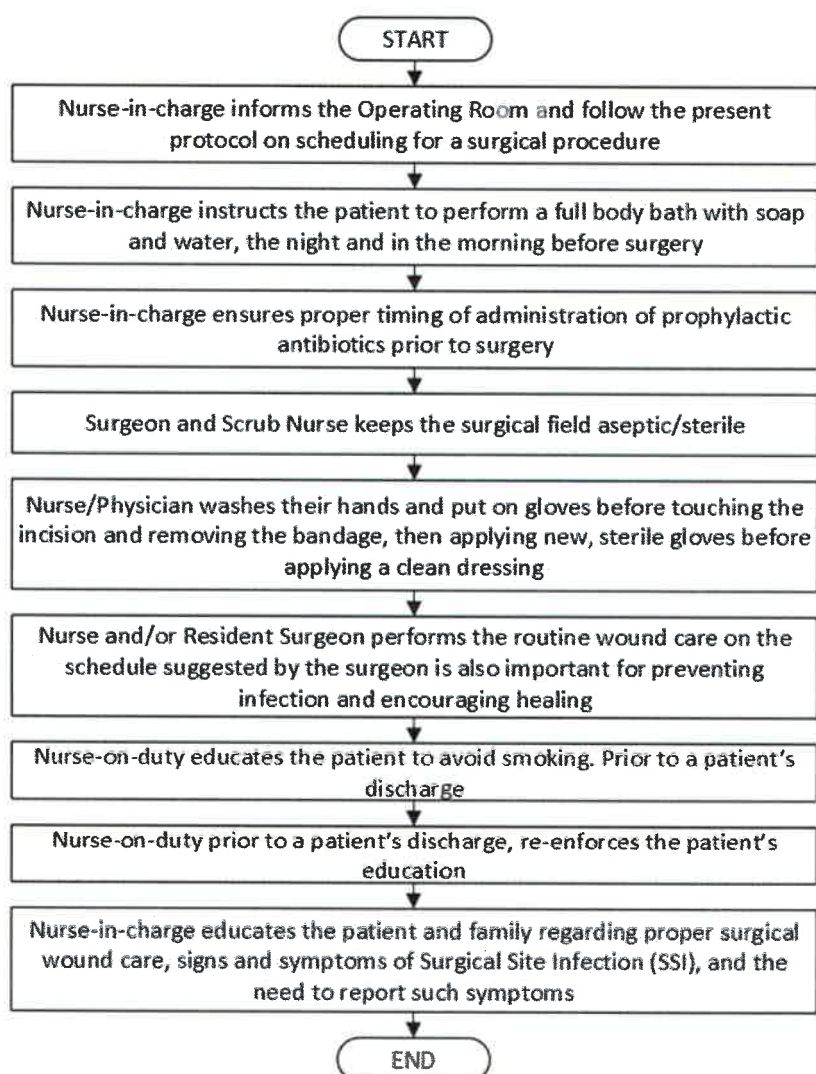 START
Nurse-in-charge informs the Operating Room and follow the present
protocol on scheduling for a surgical procedure
Nurse-in-charge instructs the patient to perform a full body bath with soap
and water, the night and in the morning before surgery
Nurse-in-charge ensures proper timing of administration of prophylactic
antibiotics prior to surgery
Surgeon and Scrub Nurse keeps the surgical field aseptic/sterile
Nurse/Physician washes their hands and put on gloves before touching the
incision and removing the bandage, then applying new, sterile gloves before
applying a clean dressing
Nurse and/or Resident Surgeon performs the routine wound care on the
schedule suggested by the surgeon is also important for preventing
infection and encouraging healing
Nurse-on-duty educates the patient to avoid smoking. Prior to a patient's
discharge
Nurse-on-duty prior to a patient's discharge, re-enforces the patient's
education
Nurse-in-charge educates the patient and family regarding proper surgical
wound care, signs and symptoms of Surgical Site Infection (SSI), and the
need to report such symptoms
END